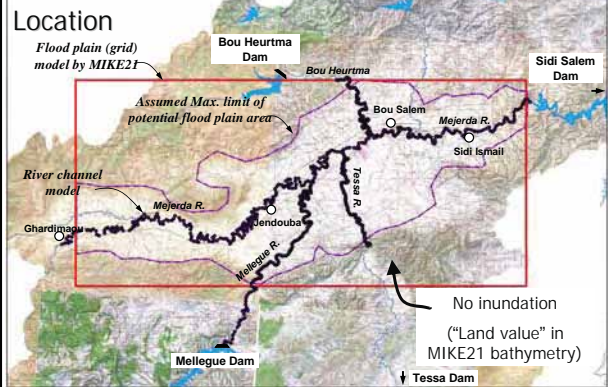 Location
Flood plain (grid)
model by MIKE21
Bou Heurtma
Dam
Sidi Salem
Dam
Bou Heurtma
Assumed Max. limit of
potential flood plain area
Bou Salem
Mejerda R.
Sidi Ismail
River channel
model
Mejerda R.
Tessa R.
Ghardimaou
Jendouba
Mellegue R.
No inundation
("Land value" in
MIKE21 bathymetry)
Mellegue Dam
Tessa Dam